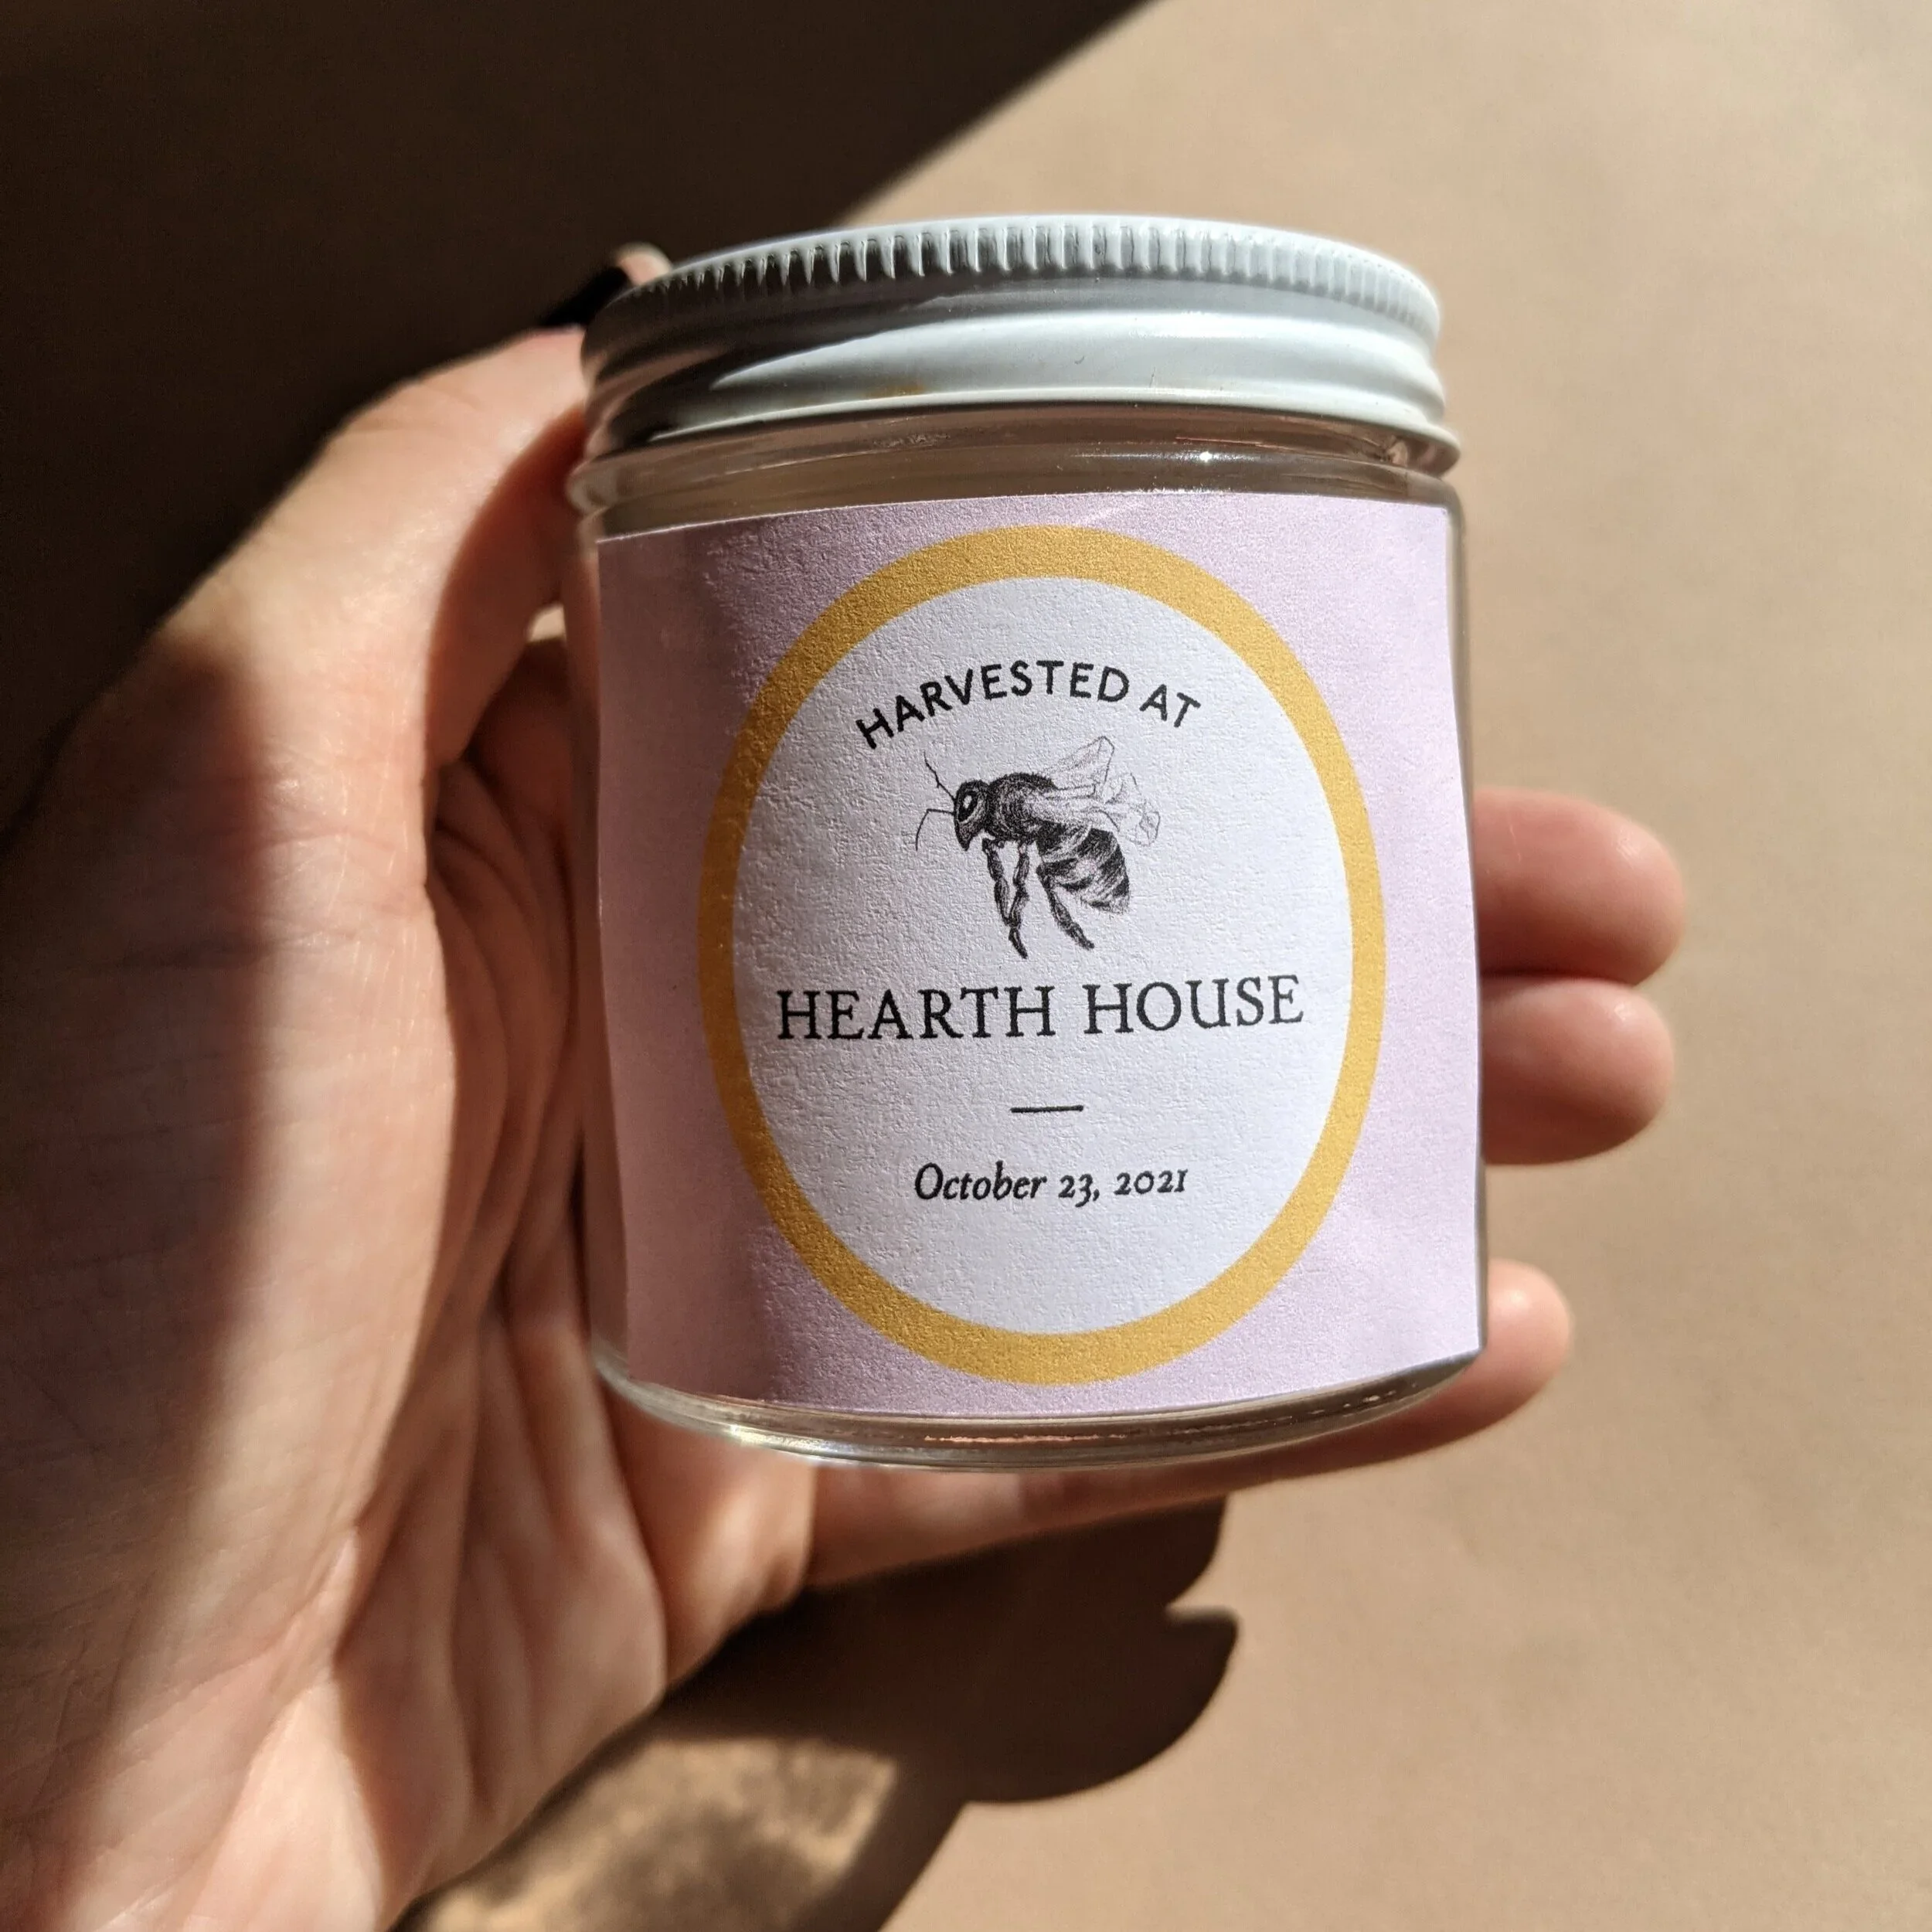 HARVESTED AT
HEARTH HOUSE
October 23, 2021